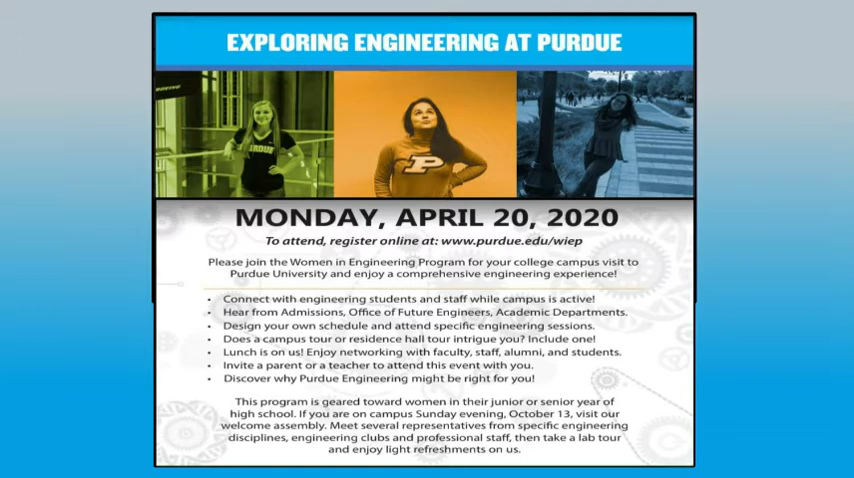 EXPLORING ENGINEERING AT PURDUE
BOEING
PURDUE
P
MONDAY, APRIL 20, 2020
To attend, register online at: www.purdue.edu/wiep
Please join the Women in Engineering Program for your college campus visit to
Purdue University and enjoy a comprehensive engineering experience!
• Connect with engineering students and staff while campus is active!
• Hear from Admissions, Office of Future Engineers, Academic Departments.
• Design your own schedule and attend specific engineering sessions.
• Does a campus tour or residence hall tour intrigue you? Include one!
• Lunch is on us! Enjoy networking with faculty, staff, alumni, and students.
• Invite a parent or a teacher to attend this event with you.
• Discover why Purdue Engineering might be right for you!
This program is geared toward women in their junior or senior year of
high school. If you are on campus Sunday evening, October 13, visit our
welcome assembly. Meet several representatives from specific engineering
disciplines, engineering clubs and professional staff, then take a lab tour
and enjoy light refreshments on us.